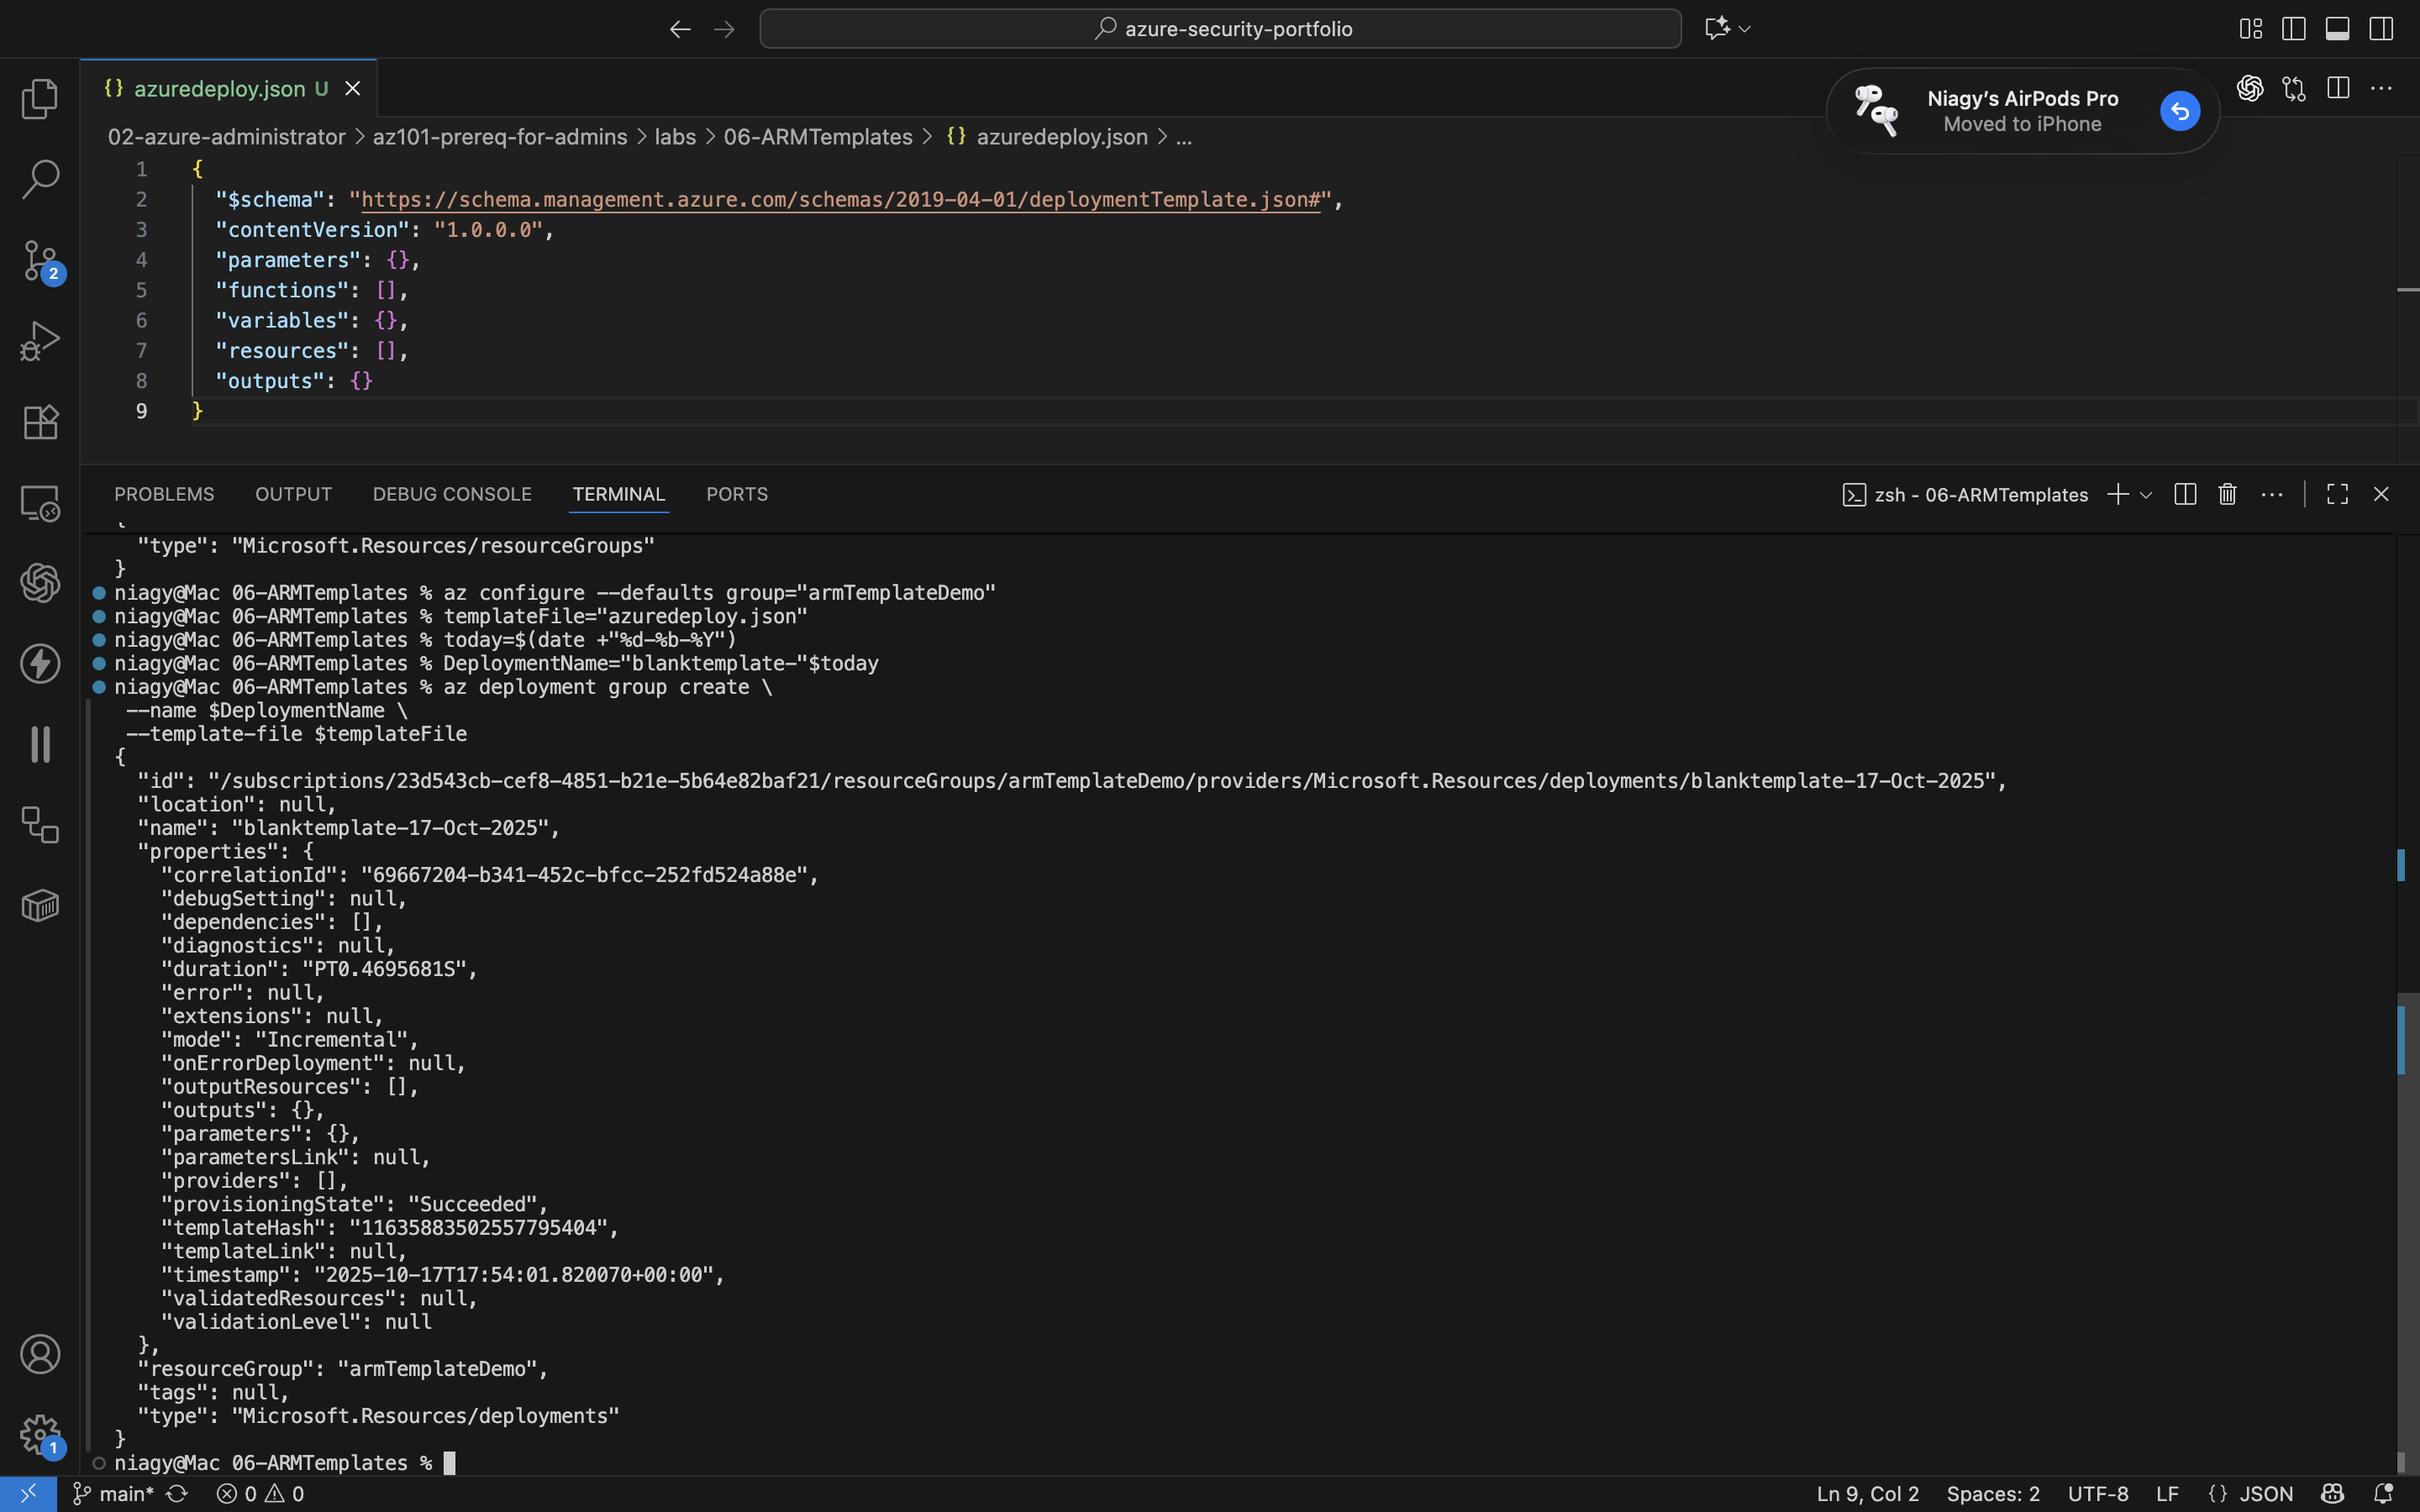 azure-security-portfolio
azuredeploy.json U
Niagy's AirPods Pro
Moved to iPhone
02-azure-administrator > az101-prereq-for-admins > labs > 06-ARMTemplates > {} azuredeploy.json > ...
1 {
2 "$schema": "https://schema.management.azure.com/schemas/2019-04-01/deploymentTemplate.json#",
3 "contentVersion": "1.0.0.0",
4 "parameters": {},
5 "functions": [],
6 "variables": {},
7 "resources": [],
8 "outputs": {}
9 }
2
PROBLEMS OUTPUT DEBUG CONSOLE TERMINAL PORTS zsh - 06-ARMTemplates
{
"type": "Microsoft.Resources/resourceGroups"
}
niagy@Mac 06-ARMTemplates % az configure --defaults group="armTemplateDemo"
niagy@Mac 06-ARMTemplates % templateFile="azuredeploy.json"
niagy@Mac 06-ARMTemplates % today=$(date +"%d-%b-%Y")
niagy@Mac 06-ARMTemplates % DeploymentName="blanktemplate-"$today
niagy@Mac 06-ARMTemplates % az deployment group create \
--name $DeploymentName \
--template-file $templateFile
{
"id": "/subscriptions/23d543cb-cef8-4851-b21e-5b64e82baf21/resourceGroups/armTemplateDemo/providers/Microsoft.Resources/deployments/blanktemplate-17-Oct-2025",
"location": null,
"name": "blanktemplate-17-Oct-2025",
"properties": {
"correlationId": "69667204-b341-452c-bfcc-252fd524a88e",
"debugSetting": null,
"dependencies": [],
"diagnostics": null,
"duration": "PT0.4695681S",
"error": null,
"extensions": null,
"mode": "Incremental",
"onErrorDeployment": null,
"outputResources": [],
"outputs": {},
"parameters": {},
"parametersLink": null,
"providers": [],
"provisioningState": "Succeeded",
"templateHash": "11635883502557795404",
"templateLink": null,
"timestamp": "2025-10-17T17:54:01.820070+00:00",
"validatedResources": null,
"validationLevel": null
},
"resourceGroup": "armTemplateDemo",
"tags": null,
"type": "Microsoft.Resources/deployments"
}
niagy@Mac 06-ARMTemplates %
1
main* 0 0 Ln 9, Col 2 Spaces: 2 UTF-8 LF {} JSON